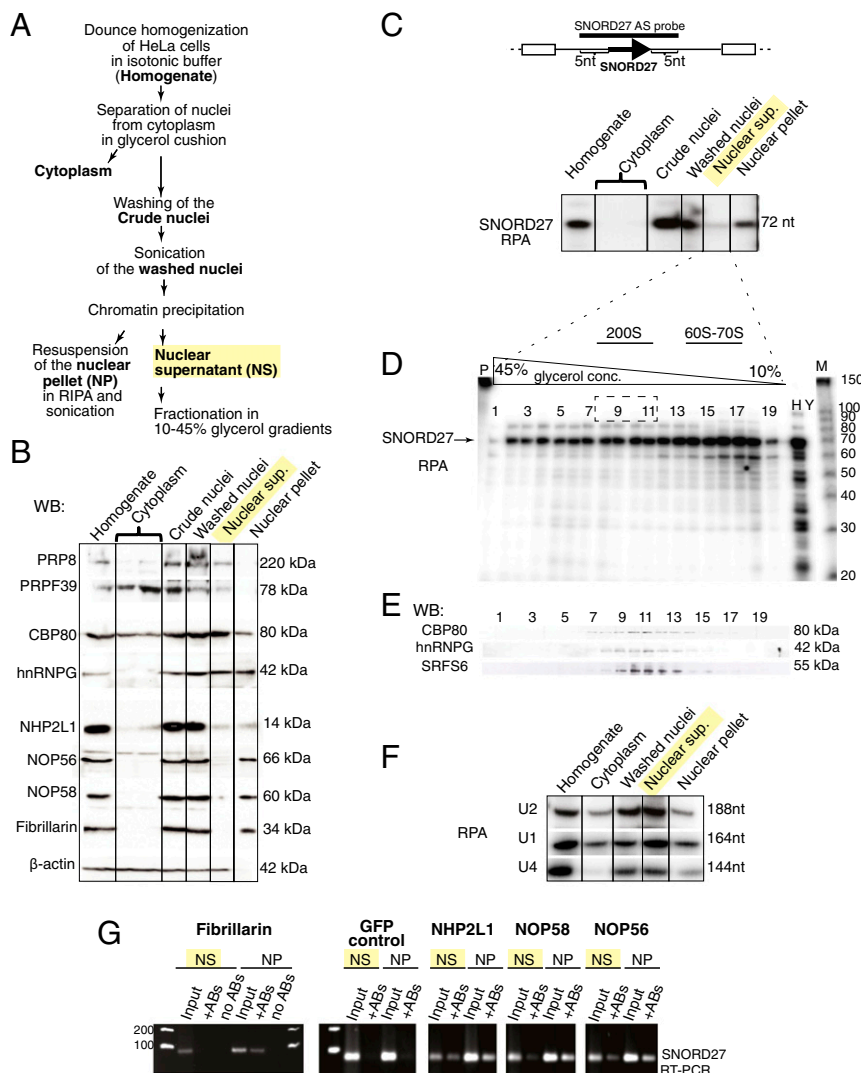 A
Dounce homogenization
of HeLa cells
in isotonic buffer
(Homogenate)
Separation of nuclei
from cytoplasm
in glycerol cushion
Cytoplasm
Washing of the
Crude nuclei
Sonication
of the washed nuclei
Chromatin precipitation
Resuspension
of the nuclear
pellet (NP)
in RIPA and
sonication
Nuclear
supernatant (NS)
Fractionation in
10-45% glycerol gradients
B
WB:
Homogenate
Cytoplasm
Crude nuclei
Washed nuclei
Nuclear sup.
Nuclear pellet
PRP8 220 kDa
PRPF39 78 kDa
CBP80 80 kDa
hnRNPG 42 kDa
NHP2L1 14 kDa
NOP56 66 kDa
NOP58 60 kDa
Fibrillarin 34 kDa
β-actin 42 kDa
C
SNORD27 AS probe
5nt SNORD27 5nt
Homogenate
Cytoplasm
Crude nuclei
Washed nuclei
Nuclear sup.
Nuclear pellet
SNORD27
RPA
72 nt
200S 60S-70S
D
P 45% glycerol conc. 10% M
1 3 5 7 9 11 13 15 17 19 H Y
SNORD27
RPA
150
100
90
80
70
60
50
40
30
20
E
WB: 1 3 5 7 9 11 13 15 17 19
CBP80 80 kDa
hnRNPG 42 kDa
SRFS6 55 kDa
F
Homogenate
Cytoplasm
Washed nuclei
Nuclear sup.
Nuclear pellet
RPA
U2 188nt
U1 164nt
U4 144nt
G
Fibrillarin GFP control NHP2L1 NOP58 NOP56
NS NP NS NP NS NP NS NP NS NP
Input +ABs no ABs Input +ABs no ABs Input +ABs Input +ABs Input +ABs Input +ABs Input +ABs Input +ABs Input +ABs Input +ABs
200
100
SNORD27
RT-PCR